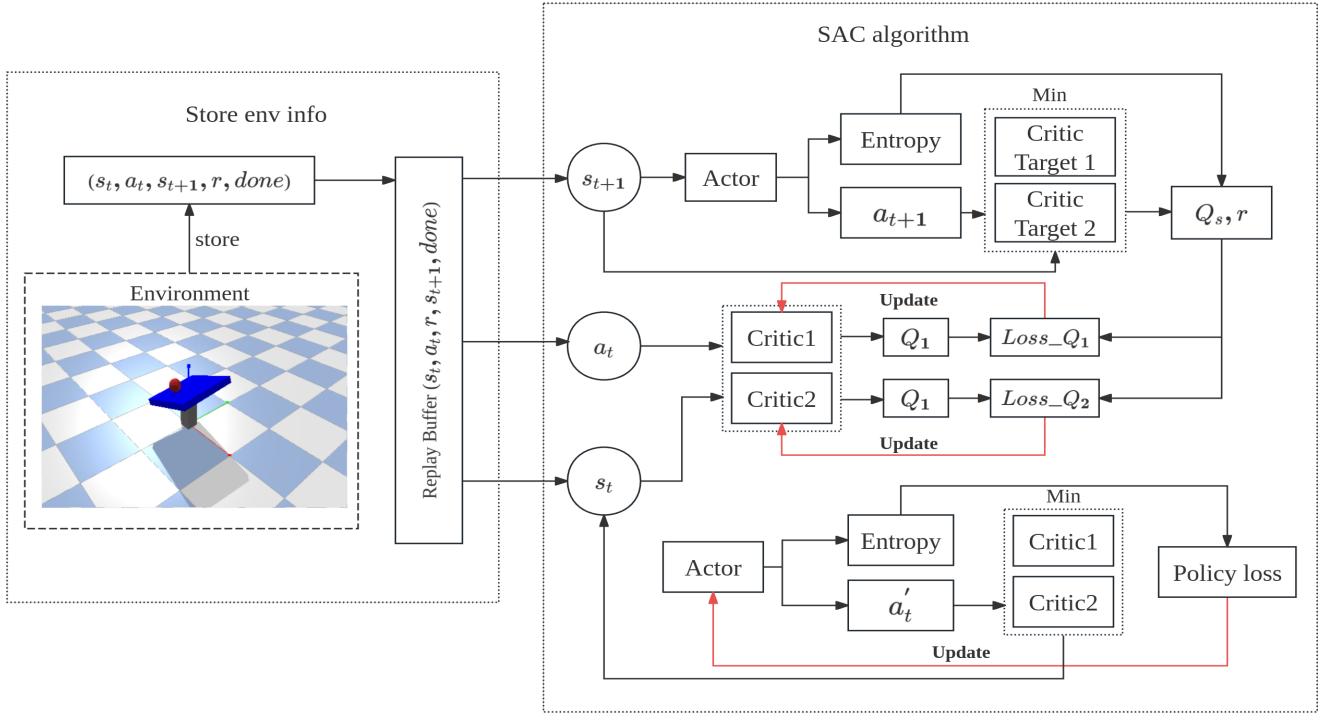 SAC algorithm
Store env info
(s_t, a_t, s_{t+1}, r, done)
store
Environment
Replay Buffer (s_t, a_t, r, s_{t+1}, done)
s_{t+1}
Actor
Entropy
a_{t+1}
Min
Critic
Target 1
Critic
Target 2
Q_s, r
a_t
Critic1
Q_1
Loss_Q_1
Update
Critic2
Q_1
Loss_Q_2
Update
s_t
Actor
Entropy
a_t'
Min
Critic1
Critic2
Policy loss
Update